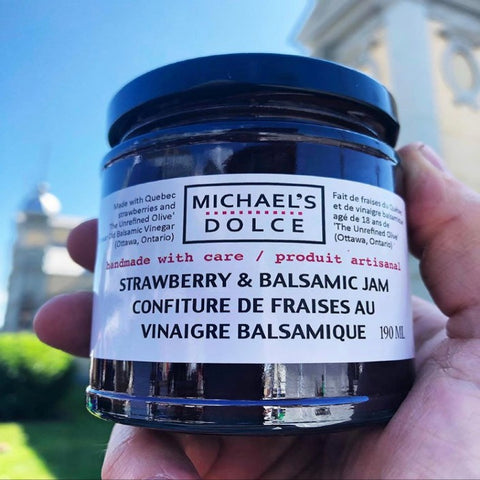 Made with Quebec
strawberries and
'The Unrefined Olive'
Old Balsamic Vinegar
(Ottawa, Ontario)
MICHAEL'S
DOLCE
Fait de fraises du Québec
et de vinaigre balsamique
agé de 18 ans de
'The Unrefined Olive'
(Ottawa, Ontario)
handmade with care / produit artisanal
STRAWBERRY & BALSAMIC JAM
CONFITURE DE FRAISES AU
VINAIGRE BALSAMIQUE 190 ML